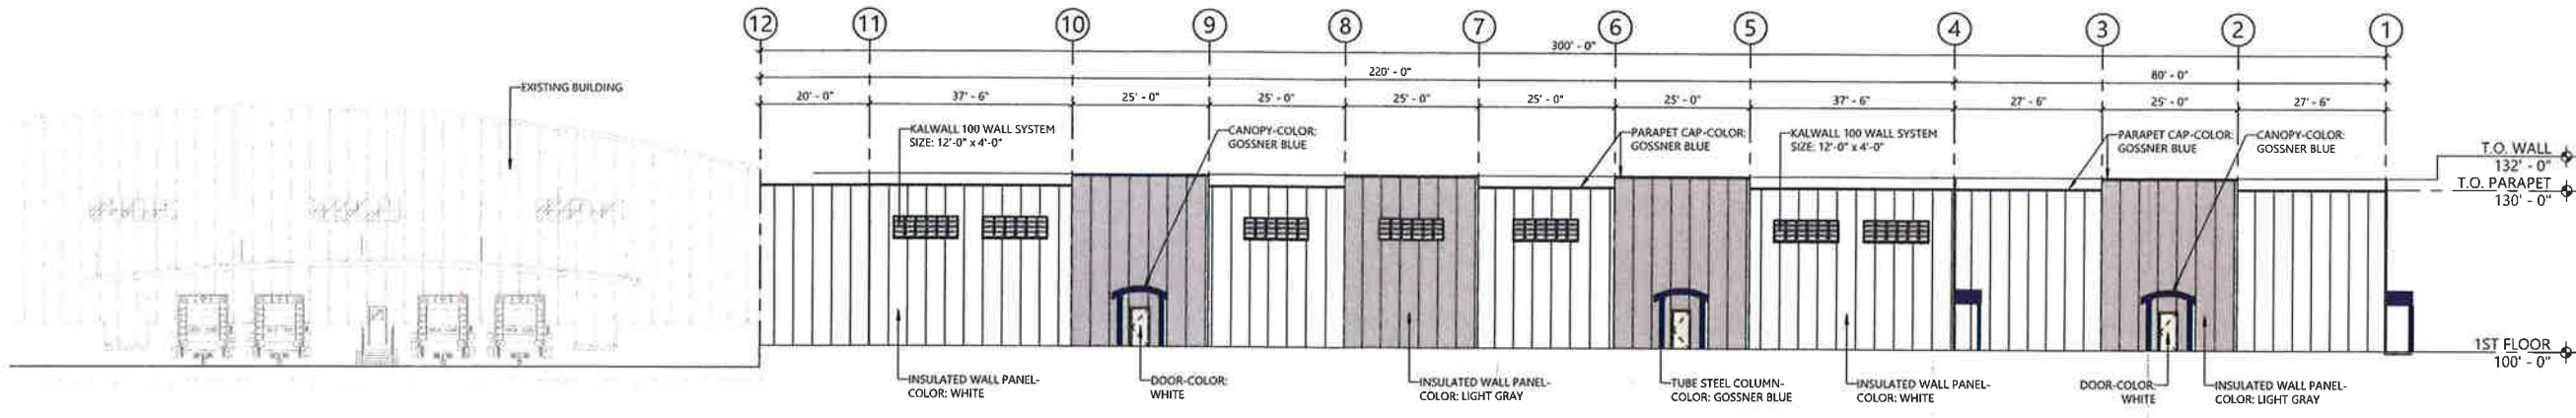 12 11 10 9 8 7 6 5 4 3 2 1
300' - 0"
220' - 0" 80' - 0"
20' - 0" 37' - 6" 25' - 0" 25' - 0" 25' - 0" 25' - 0" 25' - 0" 37' - 6" 27' - 6" 25' - 0" 27' - 6"
EXISTING BUILDING
KALWALL 100 WALL SYSTEM
SIZE: 12'-0" x 4'-0"
CANOPY-COLOR:
GOSSNER BLUE
PARAPET CAP-COLOR:
GOSSNER BLUE
KALWALL 100 WALL SYSTEM
SIZE: 12'-0" x 4'-0"
PARAPET CAP-COLOR:
GOSSNER BLUE
CANOPY-COLOR:
GOSSNER BLUE
T.O. WALL
132' - 0"
T.O. PARAPET
130' - 0"
1ST FLOOR
100' - 0"
INSULATED WALL PANEL-
COLOR: WHITE
DOOR-COLOR:
WHITE
INSULATED WALL PANEL-
COLOR: LIGHT GRAY
TUBE STEEL COLUMN-
COLOR: GOSSNER BLUE
INSULATED WALL PANEL-
COLOR: WHITE
DOOR-COLOR:
WHITE
INSULATED WALL PANEL-
COLOR: LIGHT GRAY